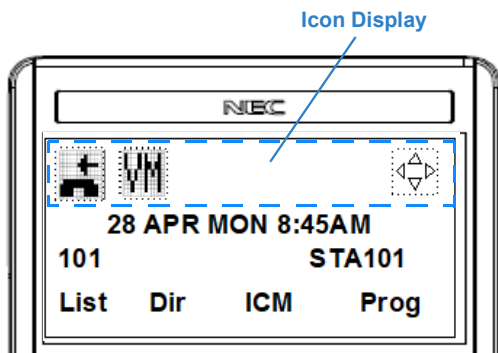 Icon Display
NEC
VM
28 APR MON 8:45AM
101 STA101
List Dir ICM Prog